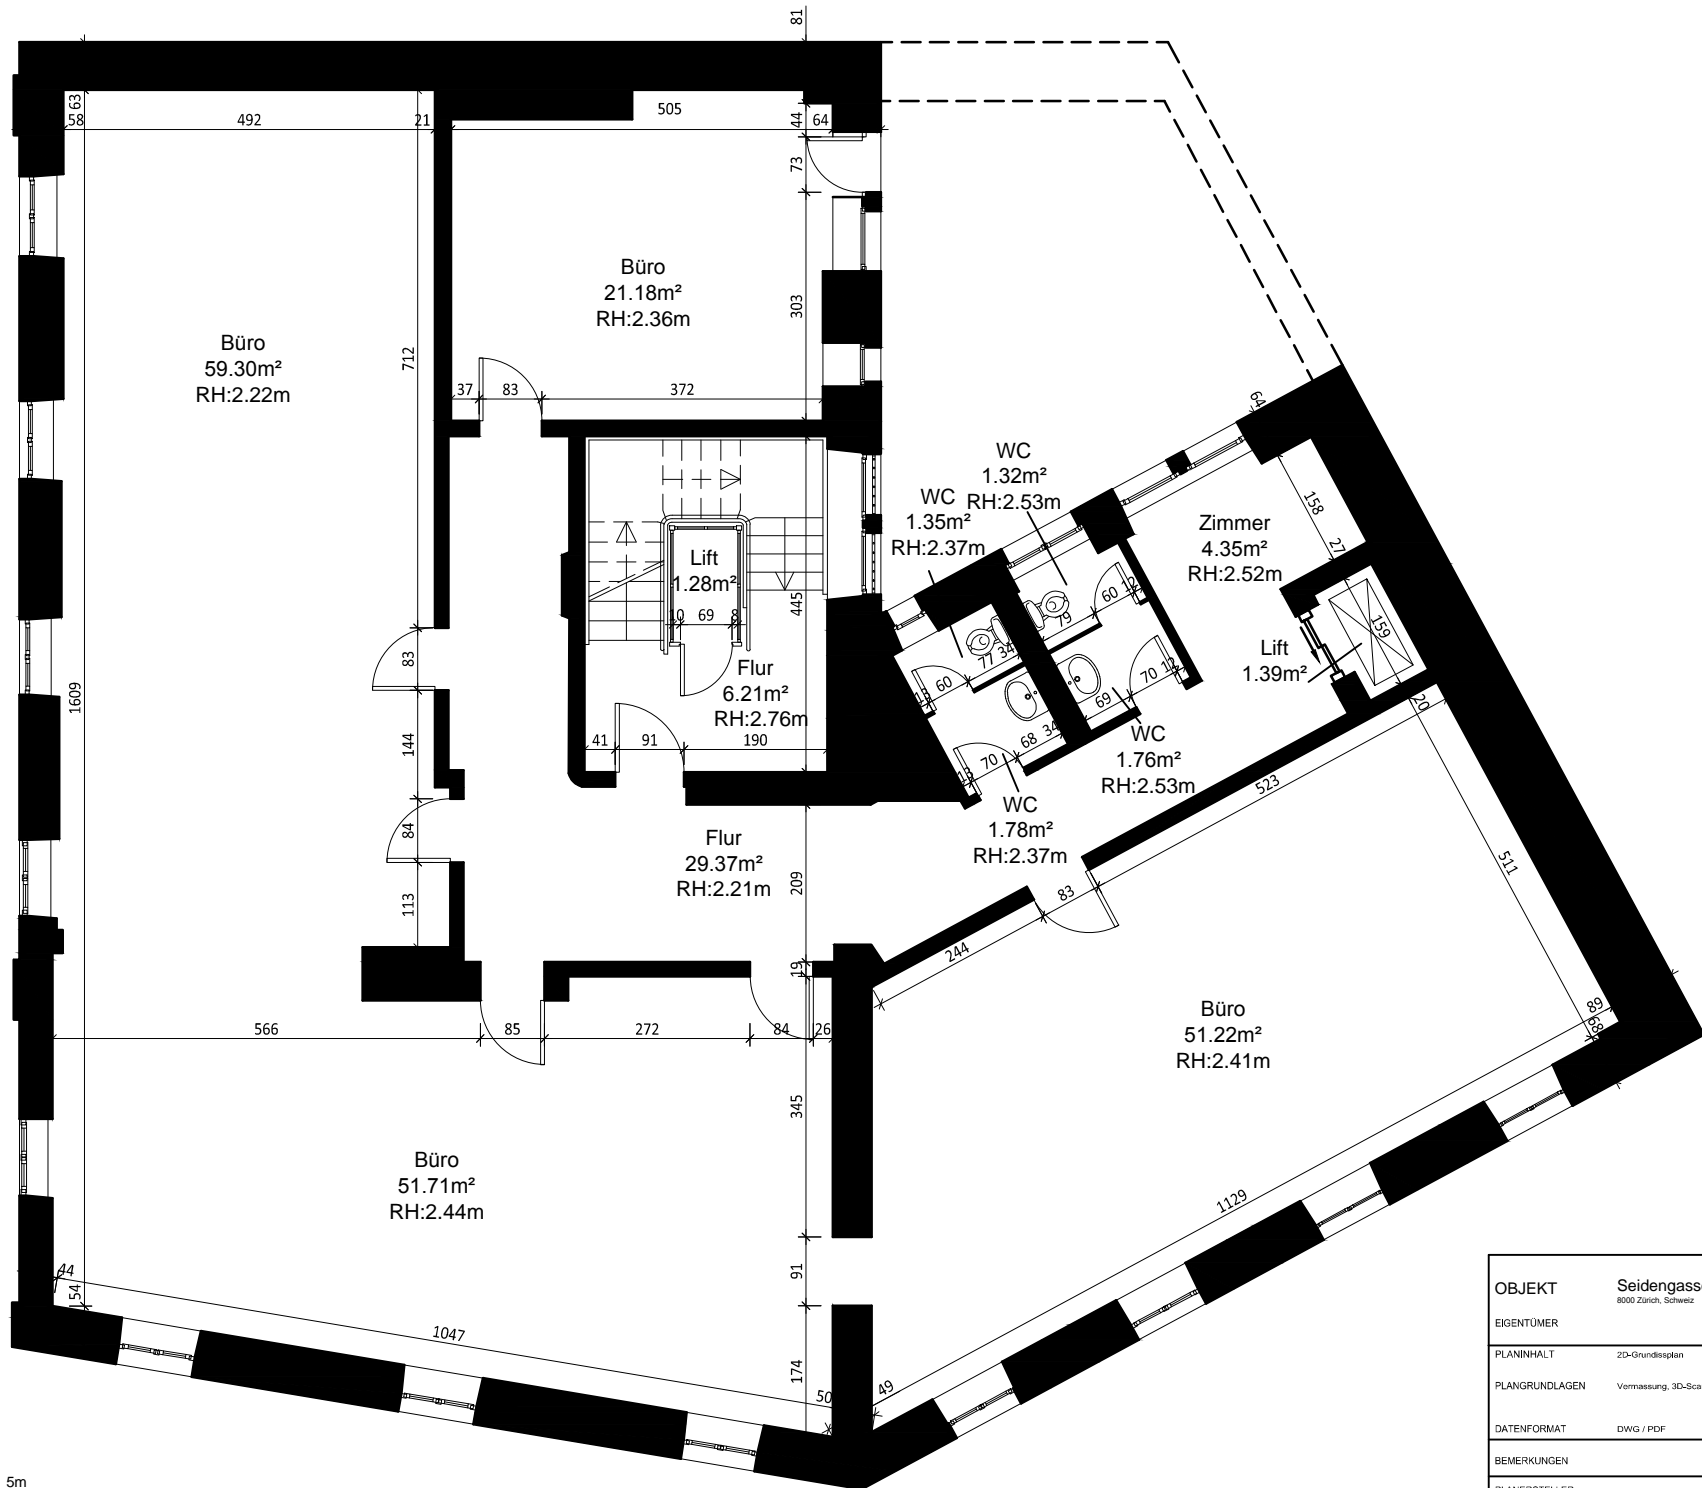 81
63
58
492
21
505
44
64
73
Büro
21.18m²
RH:2.36m
303
Büro
59.30m²
RH:2.22m
712
37
83
372
64
WC
1.32m²
RH:2.53m
WC
1.35m²
RH:2.37m
158
Zimmer
4.35m²
RH:2.52m
27
Lift
1.28m²
445
10
69
8
60
12
79
159
77
34
Lift
1.39m²
83
Flur
6.21m²
RH:2.76m
13
60
70
12
69
20
1609
144
41
91
190
68
34
WC
1.76m²
RH:2.53m
13
70
523
WC
1.78m²
RH:2.37m
84
Flur
29.37m²
RH:2.21m
209
511
83
113
244
19
566
85
272
84
26
Büro
51.22m²
RH:2.41m
89
68
345
Büro
51.71m²
RH:2.44m
1129
44
54
91
1047
174
50
49
OBJEKT
8000 Zürich, Schweiz
EIGENTÜMER
PLANINHALT
2D-Grundissplan
PLANGRUNDLAGEN
Vermassung,
DATENFORMAT
DWG / PDF
BEMERKUNGEN
5m